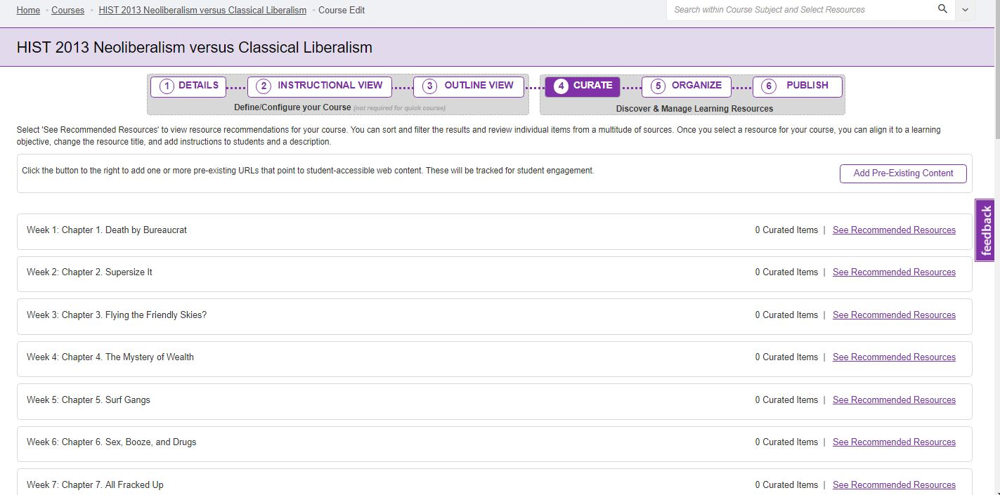 Home • Courses • HIST 2013 Neoliberalism versus Classical Liberalism • Course Edit
Search within Course Subject and Select Resources
HIST 2013 Neoliberalism versus Classical Liberalism
1 DETAILS 2 INSTRUCTIONAL VIEW 3 OUTLINE VIEW 4 CURATE 5 ORGANIZE 6 PUBLISH
Define/Configure your Course (not required for quick course) Discover & Manage Learning Resources
Select 'See Recommended Resources' to view resource recommendations for your course. You can sort and filter the results and review individual items from a multitude of sources. Once you select a resource for your course, you can align it to a learning
objective, change the resource title, and add instructions to students and a description.
Click the button to the right to add one or more pre-existing URLs that point to student-accessible web content. These will be tracked for student engagement.
Add Pre-Existing Content
feedback
Week 1: Chapter 1. Death by Bureaucrat 0 Curated Items | See Recommended Resources
Week 2: Chapter 2. Supersize It 0 Curated Items | See Recommended Resources
Week 3: Chapter 3. Flying the Friendly Skies? 0 Curated Items | See Recommended Resources
Week 4: Chapter 4. The Mystery of Wealth 0 Curated Items | See Recommended Resources
Week 5: Chapter 5. Surf Gangs 0 Curated Items | See Recommended Resources
Week 6: Chapter 6. Sex, Booze, and Drugs 0 Curated Items | See Recommended Resources
Week 7: Chapter 7. All Fracked Up 0 Curated Items | See Recommended Resources